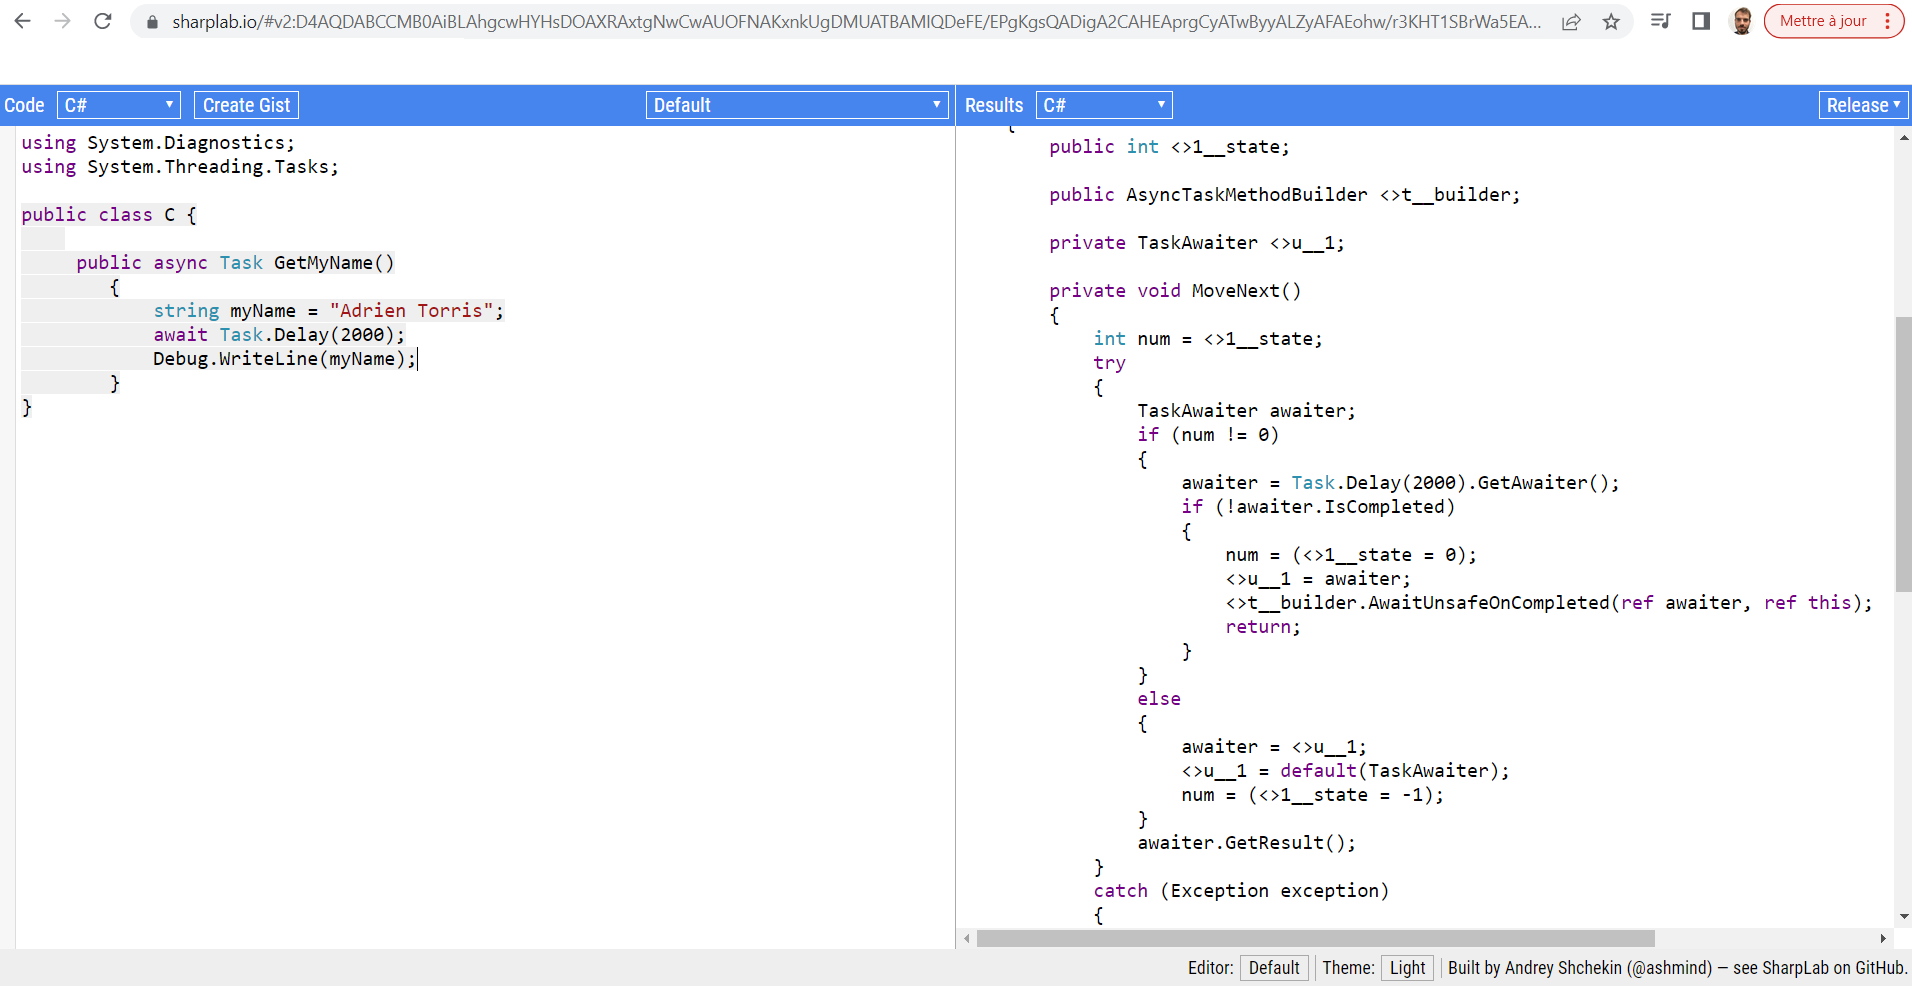 sharplab.io/#v2:D4AQDABCCMB0AiBLAhgcwHYHsDOAXRAxtgNwCwAUOFNAKxnkUgDMUATBAMIQDeFE/EPgKgsQADigA2CAHEAprgCyATwByyALZyAFAEohw/r3KHT1SBrWa5EA...
Mettre à jour
Code C# Create Gist Default
Results C# Release
using System.Diagnostics;
using System.Threading.Tasks;
public class C {
public async Task GetMyName()
{
string myName = "Adrien Torris";
await Task.Delay(2000);
Debug.WriteLine(myName);
}
}
{
public int <>1__state;
public AsyncTaskMethodBuilder <>t__builder;
private TaskAwaiter <>u__1;
private void MoveNext()
{
int num = <>1__state;
try
{
TaskAwaiter awaiter;
if (num != 0)
{
awaiter = Task.Delay(2000).GetAwaiter();
if (!awaiter.IsCompleted)
{
num = (<>1__state = 0);
<>u__1 = awaiter;
<>t__builder.AwaitUnsafeOnCompleted(ref awaiter, ref this);
return;
}
}
else
{
awaiter = <>u__1;
<>u__1 = default(TaskAwaiter);
num = (<>1__state = -1);
}
awaiter.GetResult();
}
catch (Exception exception)
{
Editor: Default Theme: Light Built by Andrey Shchekin (@ashmind) — see SharpLab on GitHub.